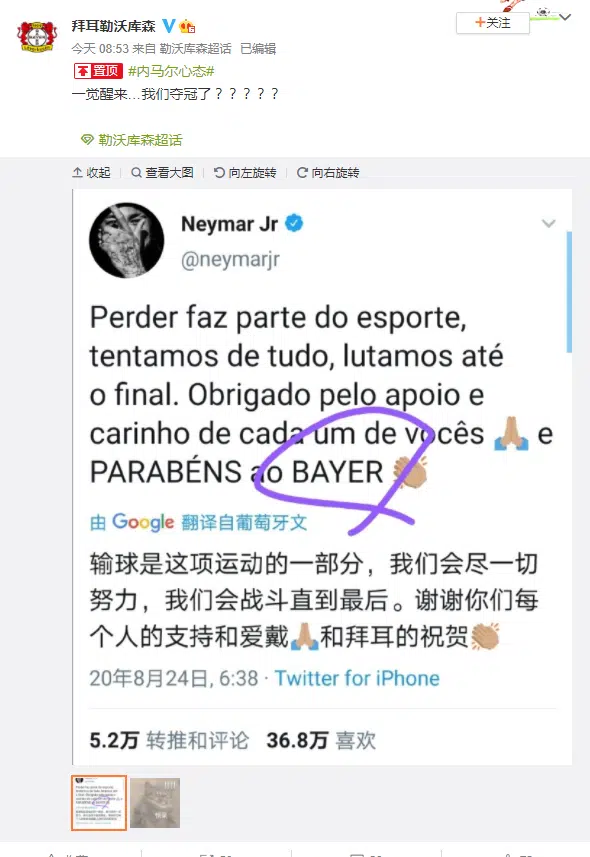 拜耳勒沃库森
关注
今天 08:53 来自 勒沃库森超话 已编辑
置顶 #内马尔心态#
一觉醒来...我们夺冠了？？？？？
勒沃库森超话
收起 查看大图 向左旋转 向右旋转
Neymar Jr
@neymarjr
Perder faz parte do esporte,
tentamos de tudo, lutamos até
o final. Obrigado pelo apoio e
carinho de cada um de vocês 🙏🏼 e
PARABÉNS ao BAYER 👏🏼
由 Google 翻译自葡萄牙文
输球是这项运动的一部分，我们会尽一切
努力，我们会战斗直到最后。谢谢你们每
个人的支持和爱戴🙏🏼和拜耳的祝贺👏🏼
20年8月24日, 6:38 · Twitter for iPhone
5.2万 转推和评论 36.8万 喜欢